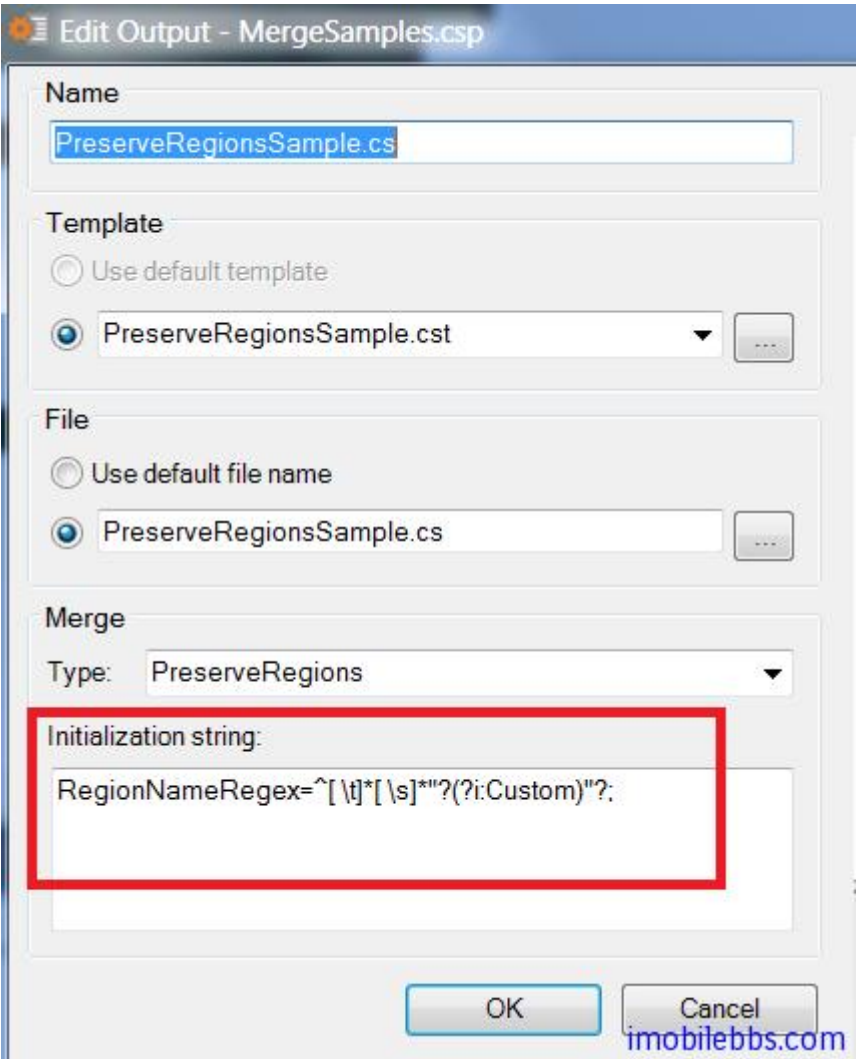 Edit Output - MergeSamples.csp
Name
PreserveRegionsSample.cs
Template
Use default template
PreserveRegionsSample.cst
...
File
Use default file name
PreserveRegionsSample.cs
...
Merge
Type: PreserveRegions
Initialization string:
RegionNameRegex=^[ \t]*[ \s]*"?(?i:Custom)"?;
OK Cancel
imobilebbs.com